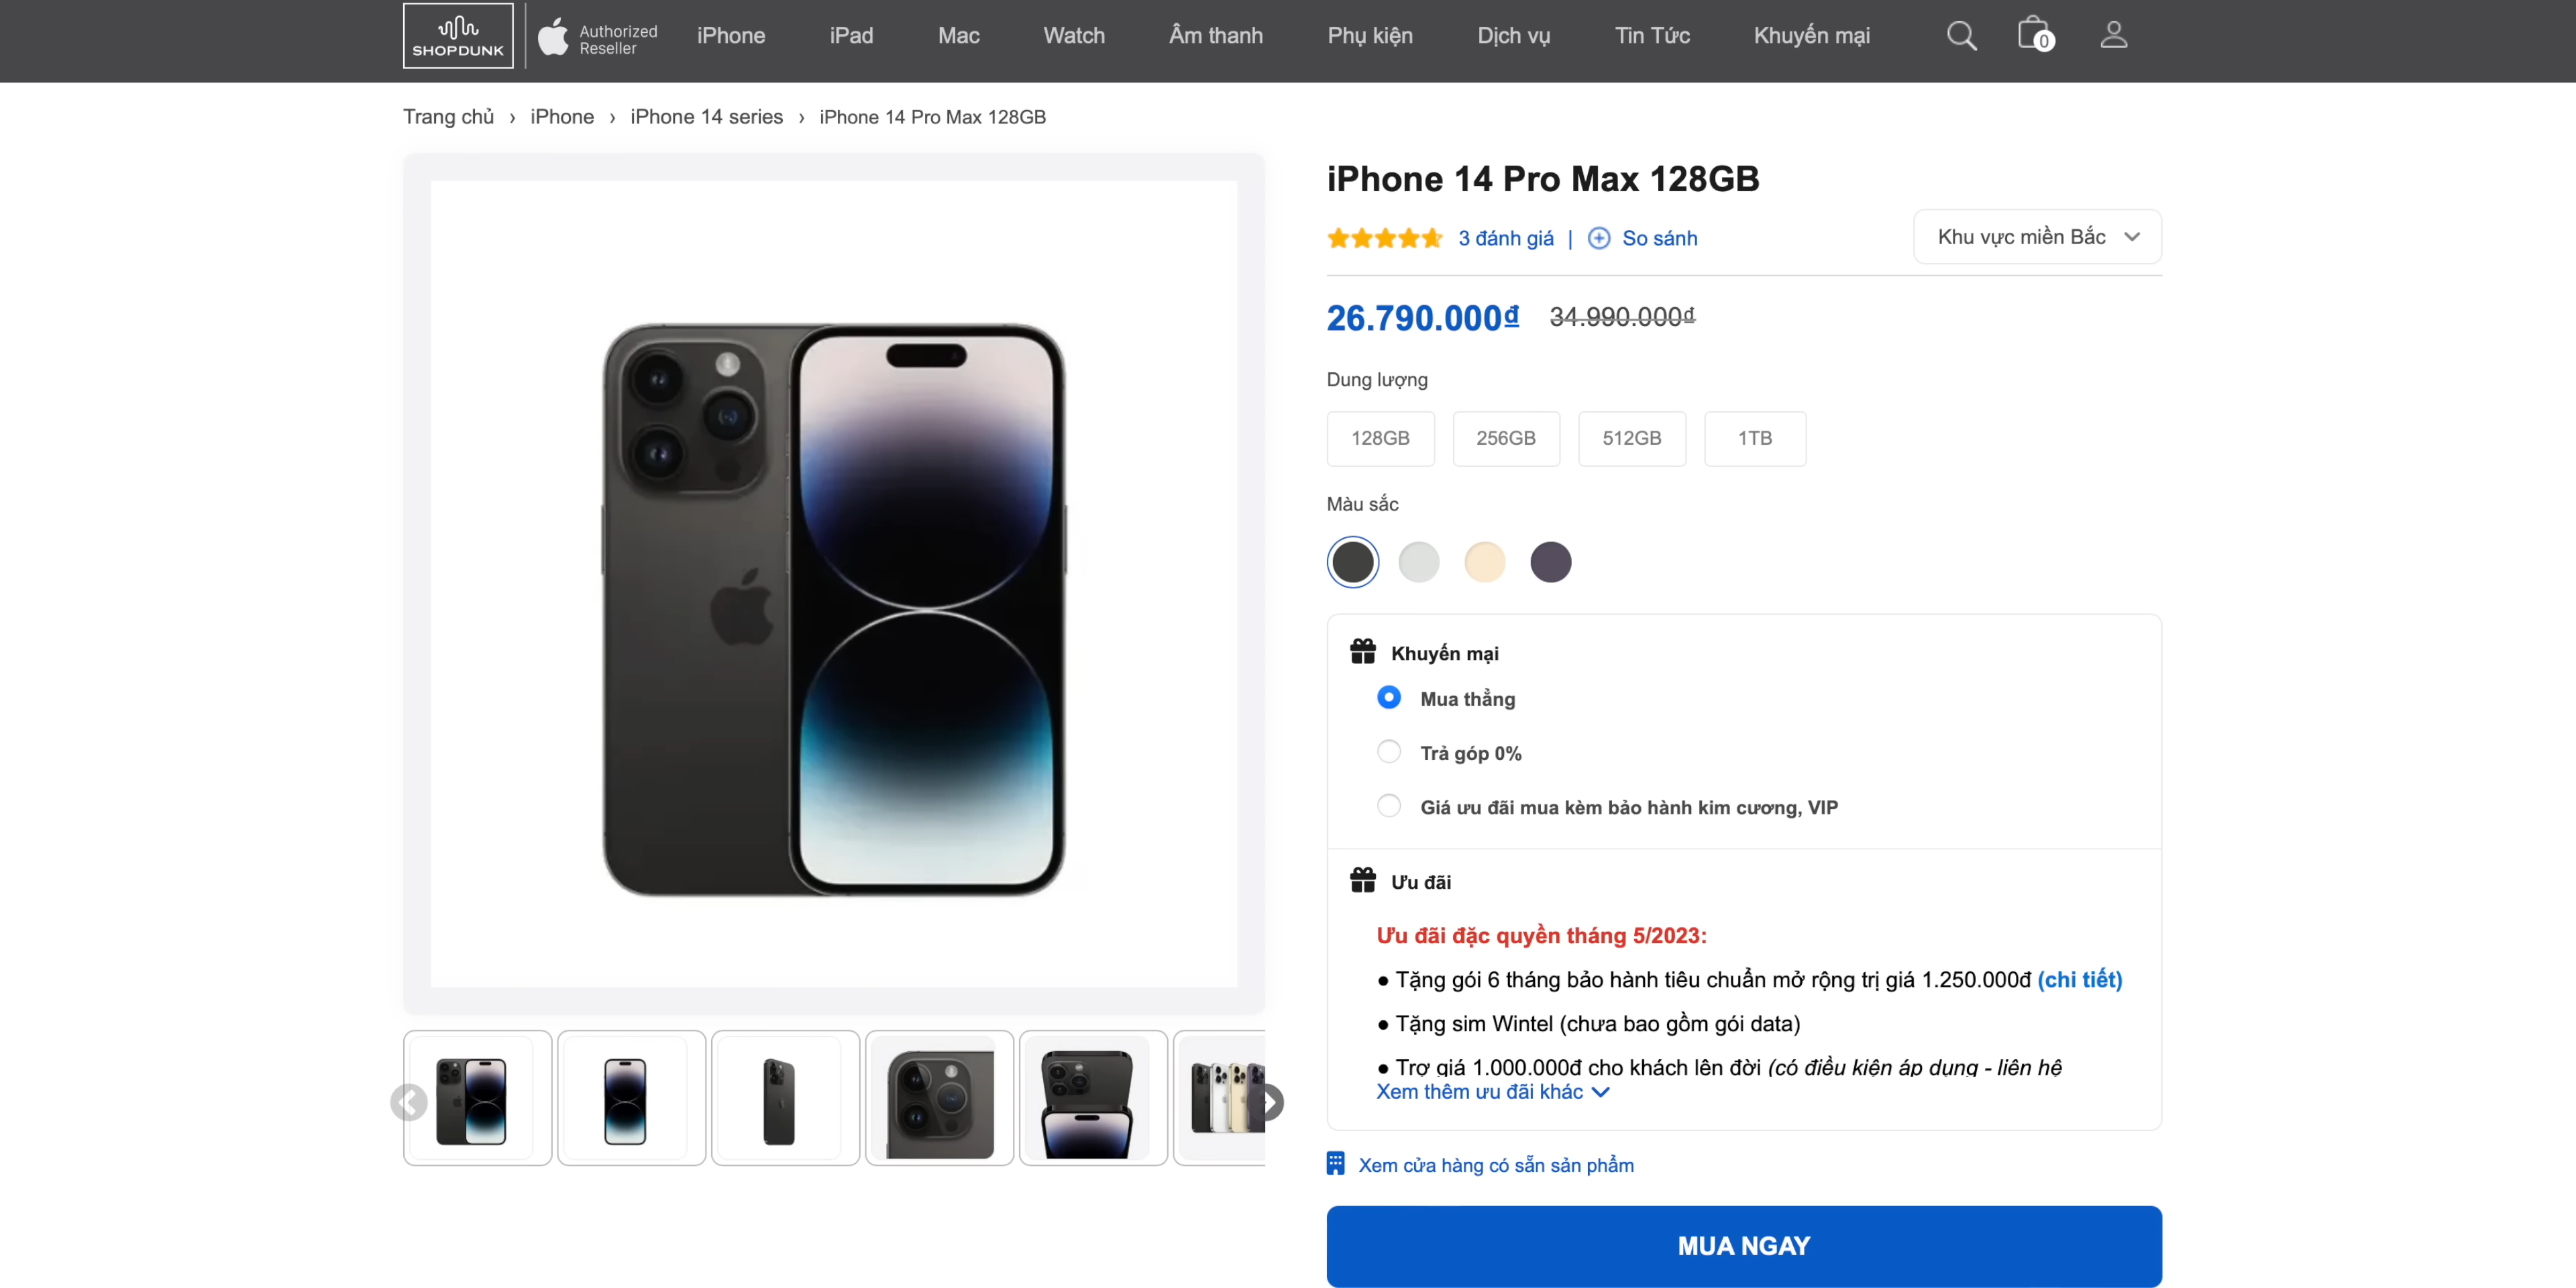 SHOPDUNK
Authorized
Reseller
iPhone
iPad
Mac
Watch
Âm thanh
Phụ kiện
Dịch vụ
Tin Tức
Khuyến mại
0
Trang chủ › iPhone › iPhone 14 series › iPhone 14 Pro Max 128GB
iPhone 14 Pro Max 128GB
3 đánh giá | So sánh
Khu vực miền Bắc
26.790.000₫ 34.990.000₫
Dung lượng
128GB 256GB 512GB 1TB
Màu sắc
Khuyến mại
Mua thẳng
Trả góp 0%
Giá ưu đãi mua kèm bảo hành kim cương, VIP
Ưu đãi
Ưu đãi đặc quyền tháng 5/2023:
● Tặng gói 6 tháng bảo hành tiêu chuẩn mở rộng trị giá 1.250.000đ (chi tiết)
● Tặng sim Wintel (chưa bao gồm gói data)
● Trợ giá 1.000.000đ cho khách lên đời (có điều kiện áp dụng - liên hệ
Xem thêm ưu đãi khác
Xem cửa hàng có sẵn sản phẩm
MUA NGAY